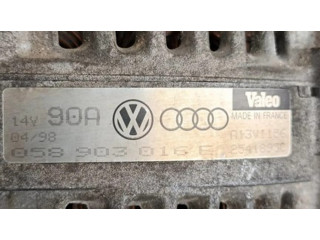 Valeo
14V 90A MADE IN FRANCE
04/98
058 903 016 E